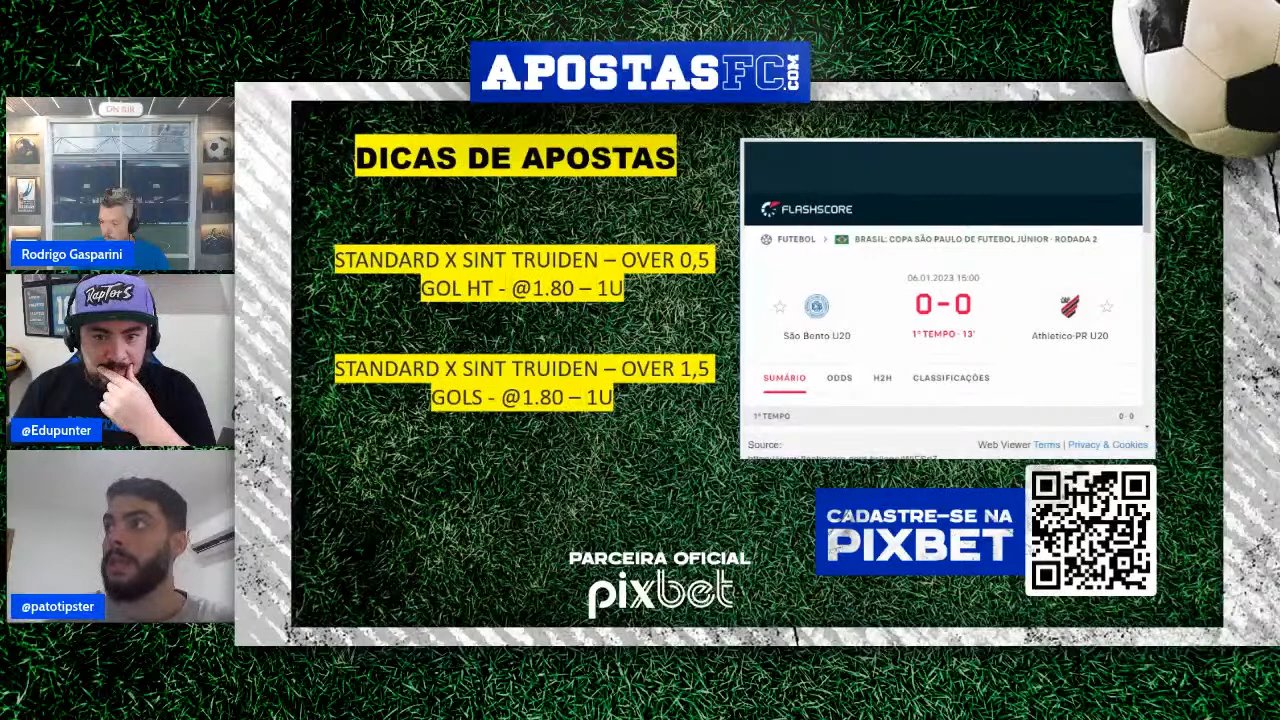 APOSTASFC.COM
ON AIR
Rodrigo Gasparini
RAPTORS
@Edupunter
@patotipster
DICAS DE APOSTAS
STANDARD X SINT TRUIDEN – OVER 0,5
GOL HT - @1.80 – 1U
STANDARD X SINT TRUIDEN – OVER 1,5
GOLS - @1.80 – 1U
FLASHSCORE
FUTEBOL > BRASIL: COPA SÃO PAULO DE FUTEBOL JÚNIOR - RODADA 2
06.01.2023 15:00
0-0
1º TEMPO - 13'
São Bento U20
Athletico-PR U20
SUMÁRIO ODDS H2H CLASSIFICAÇÕES
1º TEMPO 0-0
Source:
Web Viewer Terms | Privacy & Cookies
CADASTRE-SE NA
PIXBET
PARCEIRA OFICIAL
pixbet